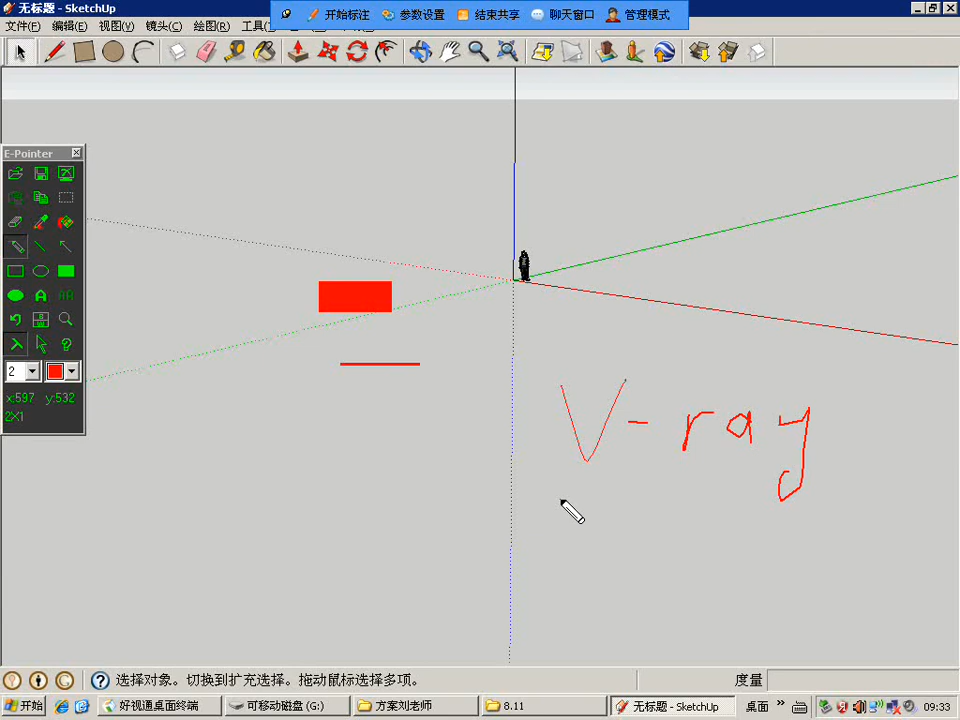 无标题 - SketchUp
开始标注 参数设置 结束共享 聊天窗口 管理模式
文件(F) 编辑(E) 视图(V) 镜头(C) 绘图(R) 工具(T)
E-Pointer
2
x:597 y:532
2X1
V-ray
选择对象。切换到扩充选择。拖动鼠标选择多项。 度量
开始 好视通桌面终端 可移动磁盘 (G:) 方案刘老师 8.11 无标题 - SketchUp 桌面 » 09:33